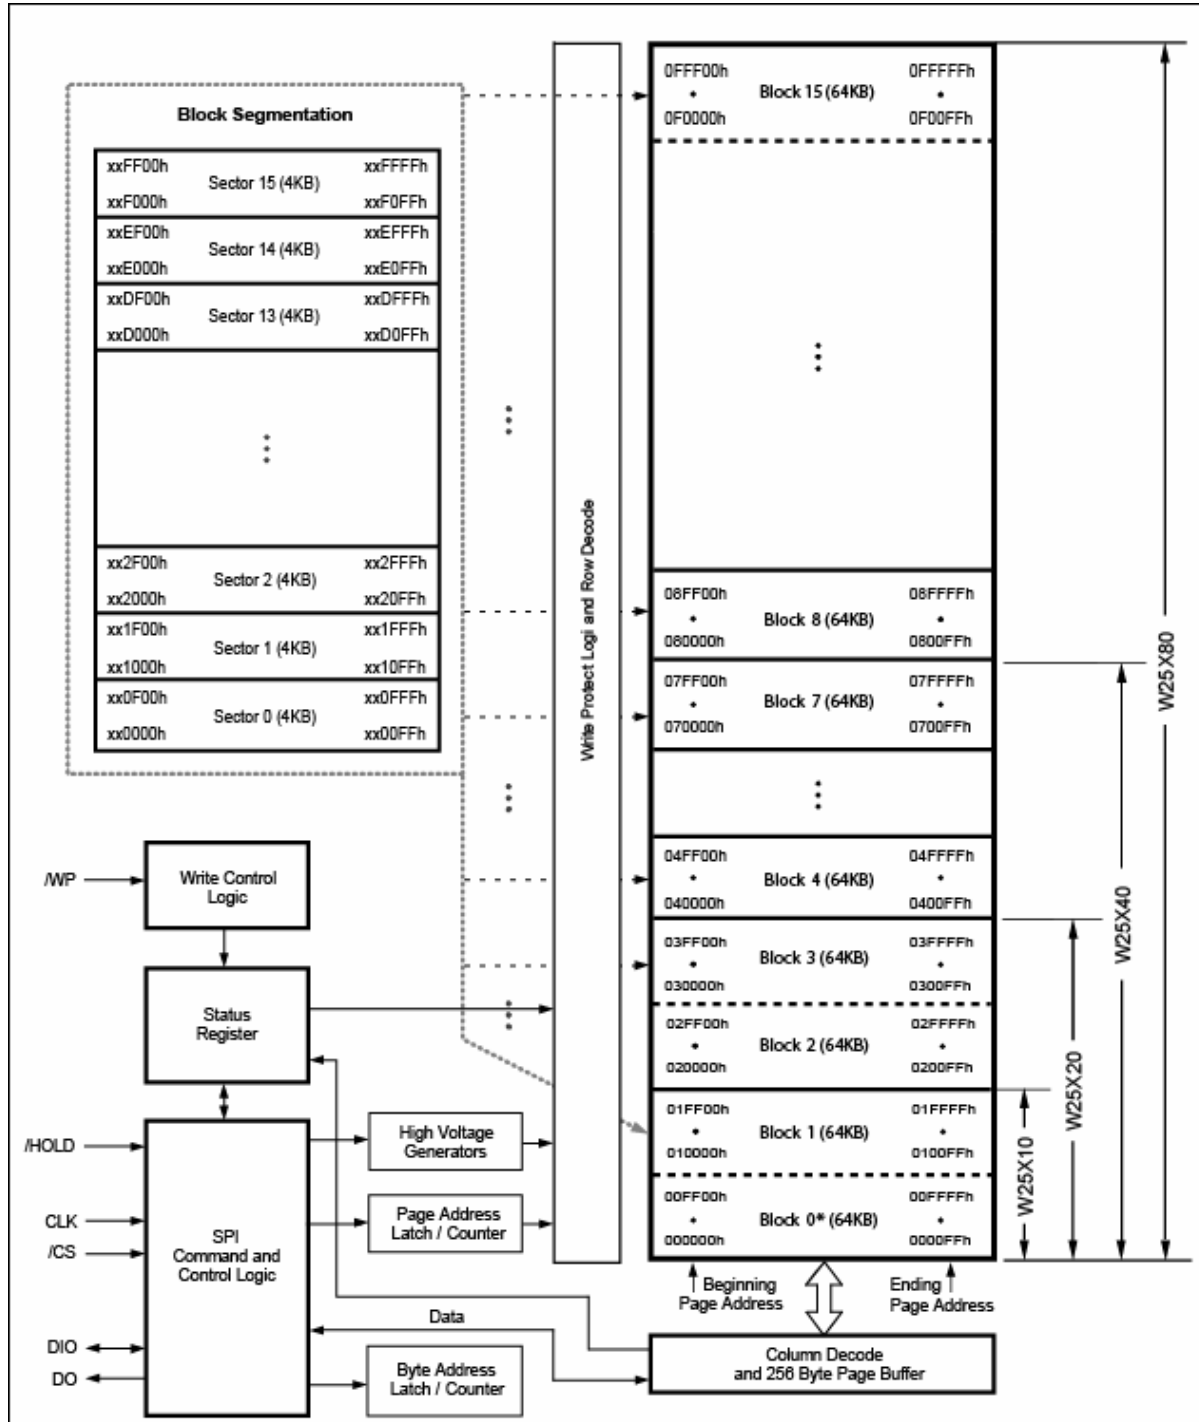 Block Segmentation
xxFF00h xxFFFFh
Sector 15 (4KB)
xxF000h xxF0FFh
xxEF00h xxEFFFh
Sector 14 (4KB)
xxE000h xxE0FFh
xxDF00h xxDFFFh
Sector 13 (4KB)
xxD000h xxD0FFh
xx2F00h xx2FFFh
Sector 2 (4KB)
xx2000h xx20FFh
xx1F00h xx1FFFh
Sector 1 (4KB)
xx1000h xx10FFh
xx0F00h xx0FFFh
Sector 0 (4KB)
xx0000h xx00FFh
Write Protect Logi and Row Decode
0FFF00h 0FFFFFh
Block 15 (64KB)
0F0000h 0F00FFh
08FF00h 08FFFFh
Block 8 (64KB)
080000h 0800FFh
07FF00h 07FFFFh
Block 7 (64KB)
070000h 0700FFh
04FF00h 04FFFFh
Block 4 (64KB)
040000h 0400FFh
03FF00h 03FFFFh
Block 3 (64KB)
030000h 0300FFh
02FF00h 02FFFFh
Block 2 (64KB)
020000h 0200FFh
01FF00h 01FFFFh
Block 1 (64KB)
010000h 0100FFh
00FF00h 00FFFFh
Block 0* (64KB)
000000h 0000FFh
W25X10
W25X20
W25X40
W25X80
Beginning
Page Address
Ending
Page Address
/WP
Write Control
Logic
Status
Register
/HOLD
CLK
/CS
DIO
DO
SPI
Command and
Control Logic
High Voltage
Generators
Page Address
Latch / Counter
Data
Byte Address
Latch / Counter
Column Decode
and 256 Byte Page Buffer